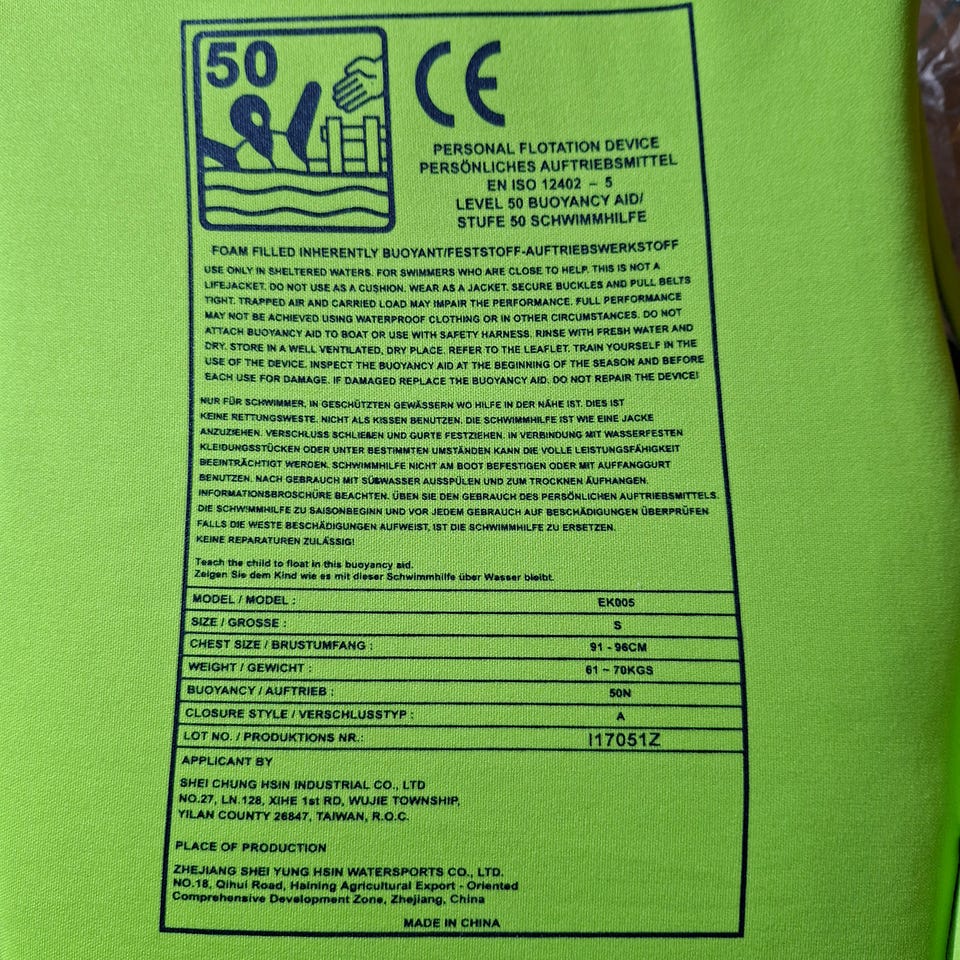 50
CE
PERSONAL FLOTATION DEVICE
PERSÖNLICHES AUFTRIEBSMITTEL
EN ISO 12402 – 5
LEVEL 50 BUOYANCY AID/
STUFE 50 SCHWIMMHILFE
FOAM FILLED INHERENTLY BUOYANT/FESTSTOFF-AUFTRIEBSWERKSTOFF
USE ONLY IN SHELTERED WATERS. FOR SWIMMERS WHO ARE CLOSE TO HELP. THIS IS NOT A
LIFEJACKET. DO NOT USE AS A CUSHION. WEAR AS A JACKET. SECURE BUCKLES AND PULL BELTS
TIGHT. TRAPPED AIR AND CARRIED LOAD MAY IMPAIR THE PERFORMANCE. FULL PERFORMANCE
MAY NOT BE ACHIEVED USING WATERPROOF CLOTHING OR IN OTHER CIRCUMSTANCES. DO NOT
ATTACH BUOYANCY AID TO BOAT OR USE WITH SAFETY HARNESS. RINSE WITH FRESH WATER AND
DRY. STORE IN A WELL VENTILATED, DRY PLACE. REFER TO THE LEAFLET. TRAIN YOURSELF IN THE
USE OF THE DEVICE. INSPECT THE BUOYANCY AID AT THE BEGINNING OF THE SEASON AND BEFORE
EACH USE FOR DAMAGE. IF DAMAGED REPLACE THE BUOYANCY AID. DO NOT REPAIR THE DEVICE!
NUR FÜR SCHWIMMER, IN GESCHÜTZTEN GEWÄSSERN WO HILFE IN DER NÄHE IST. DIES IST
KEINE RETTUNGSWESTE. NICHT ALS KISSEN BENUTZEN. DIE SCHWIMMHILFE IST WIE EINE JACKE
ANZUZIEHEN. VERSCHLUSS SCHLIEßEN UND GURTE FESTZIEHEN. IN VERBINDUNG MIT WASSERFESTEN
KLEIDUNGSSTÜCKEN ODER UNTER BESTIMMTEN UMSTÄNDEN KANN DIE VOLLE LEISTUNGSFÄHIGKEIT
BEEINTRÄCHTIGT WERDEN. SCHWIMMHILFE NICHT AM BOOT BEFESTIGEN ODER MIT AUFFANGGURT
BENUTZEN. NACH GEBRAUCH MIT SÜßWASSER AUSSPÜLEN UND ZUM TROCKNEN AUFHANGEN.
INFORMATIONSBROSCHÜRE BEACHTEN. ÜBEN SIE DEN GEBRAUCH DES PERSÖNLICHEN AUFTRIEBSMITTELS.
DIE SCHWIMMHILFE ZU SAISONBEGINN UND VOR JEDEM GEBRAUCH AUF BESCHÄDIGUNGEN ÜBERPRÜFEN
FALLS DIE WESTE BESCHÄDIGUNGEN AUFWEIST, IST DIE SCHWIMMHILFE ZU ERSETZEN.
KEINE REPARATUREN ZULÄSSIG!
Teach the child to float in this buoyancy aid.
Zeigen Sie dem Kind wie es mit dieser Schwimmhilfe über Wasser bleibt.
MODEL / MODEL : EK005
SIZE / GROSSE : S
CHEST SIZE / BRUSTUMFANG : 91 - 96CM
WEIGHT / GEWICHT : 61 ~ 70KGS
BUOYANCY / AUFTRIEB : 50N
CLOSURE STYLE / VERSCHLUSSTYP : A
LOT NO. / PRODUKTIONS NR.: I17051Z
APPLICANT BY
SHEI CHUNG HSIN INDUSTRIAL CO., LTD
NO.27, LN.128, XIHE 1st RD, WUJIE TOWNSHIP,
YILAN COUNTY 26847, TAIWAN, R.O.C.
PLACE OF PRODUCTION
ZHEJIANG SHEI YUNG HSIN WATERSPORTS CO., LTD.
NO.18, Qihui Road, Haining Agricultural Export - Oriented
Comprehensive Development Zone, Zhejiang, China
MADE IN CHINA